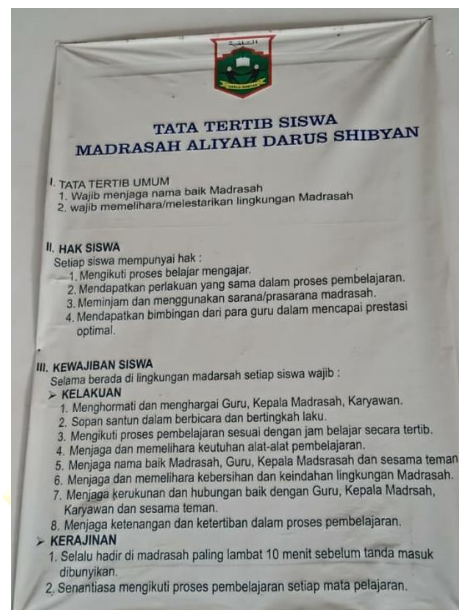 TATA TERTIB SISWA
MADRASAH ALIYAH DARUS SHIBYAN
I. TATA TERTIB UMUM
1. Wajib menjaga nama baik Madrasah
2. wajib memelihara/melestarikan lingkungan Madrasah
II. HAK SISWA
Setiap siswa mempunyai hak :
1. Mengikuti proses belajar mengajar.
2. Mendapatkan perlakuan yang sama dalam proses pembelajaran.
3. Meminjam dan menggunakan sarana/prasarana madrasah.
4. Mendapatkan bimbingan dari para guru dalam mencapai prestasi
optimal.
III. KEWAJIBAN SISWA
Selama berada di lingkungan madarsah setiap siswa wajib :
➢ KELAKUAN
1. Menghormati dan menghargai Guru, Kepala Madrasah, Karyawan.
2. Sopan santun dalam berbicara dan bertingkah laku.
3. Mengikuti proses pembelajaran sesuai dengan jam belajar secara tertib.
4. Menjaga dan memelihara keutuhan alat-alat pembelajaran.
5. Menjaga nama baik Madrasah, Guru, Kepala Madsrasah dan sesama teman
6. Menjaga dan memelihara kebersihan dan keindahan lingkungan Madrasah.
7. Menjaga kerukunan dan hubungan baik dengan Guru, Kepala Madrsah,
Karyawan dan sesama teman.
8. Menjaga ketenangan dan ketertiban dalam proses pembelajaran.
➢ KERAJINAN
1. Selalu hadir di madrasah paling lambat 10 menit sebelum tanda masuk
dibunyikan.
2. Senantiasa mengikuti proses pembelajaran setiap mata pelajaran.